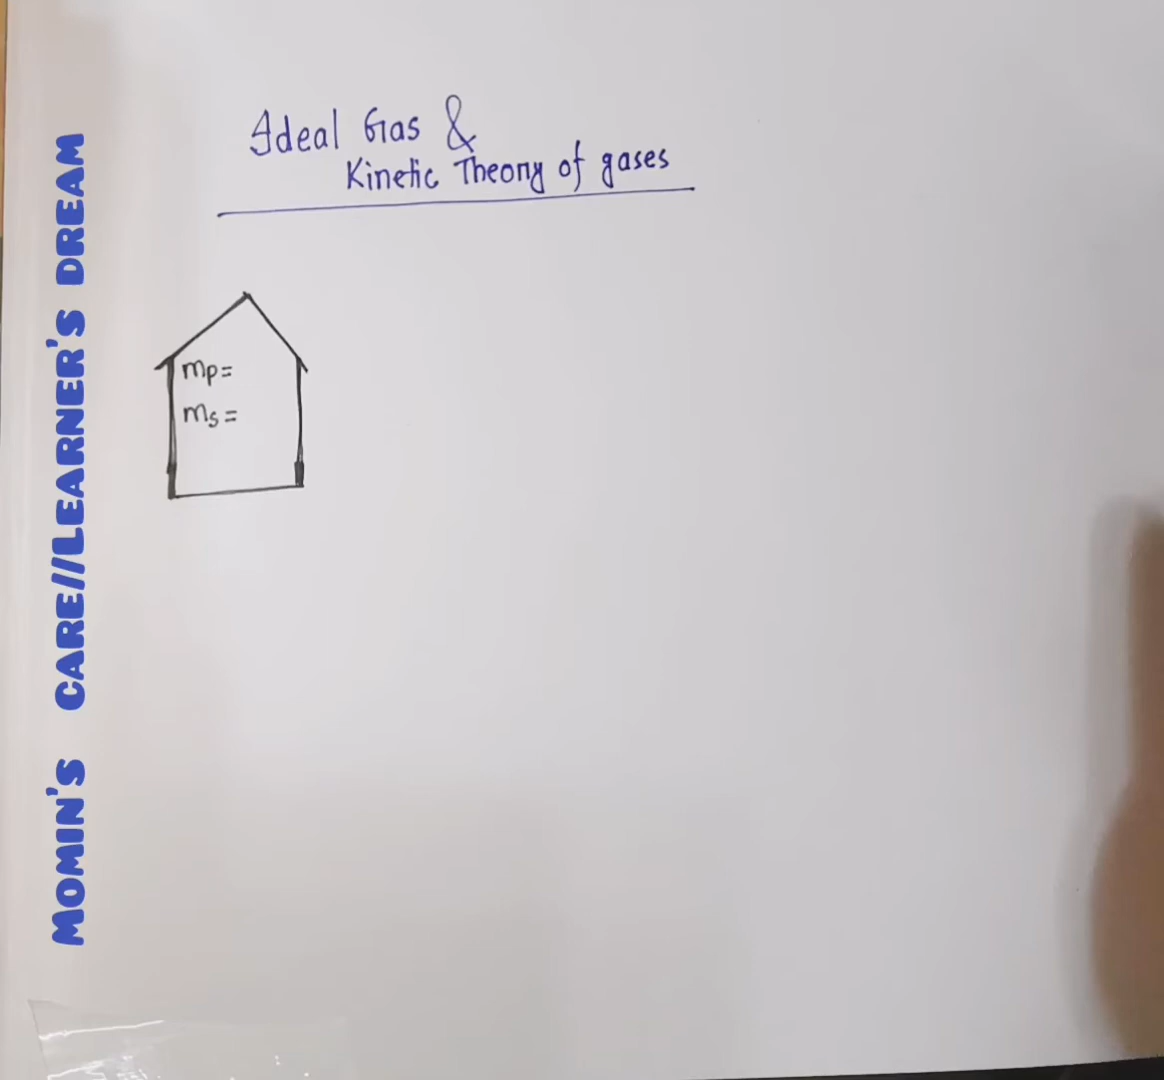 Ideal Gas &
Kinetic Theory of gases
mp=
ms=
MOMIN'S CARE//LEARNER'S DREAM